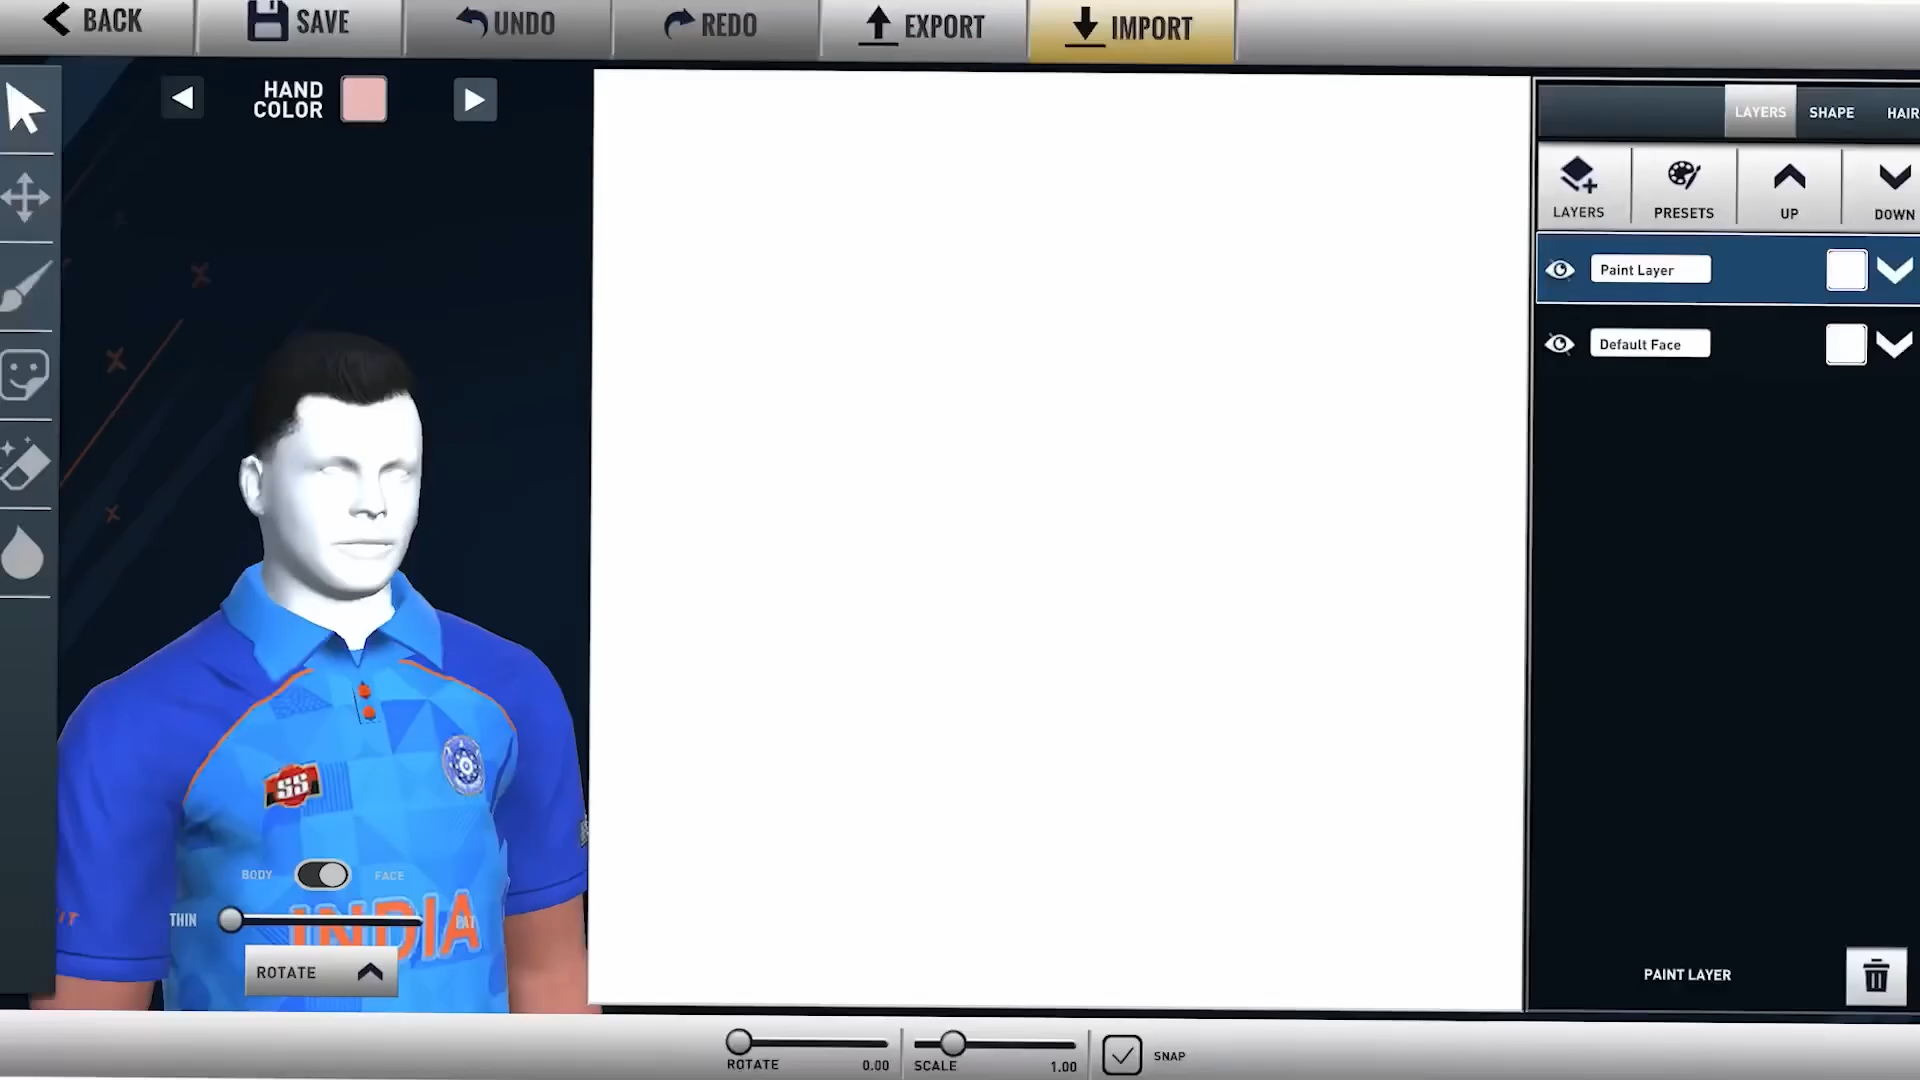 BACK
SAVE
UNDO
REDO
EXPORT
IMPORT
HAND
COLOR
LAYERS
SHAPE
HAIR
LAYERS
PRESETS
UP
DOWN
Paint Layer
Default Face
SS
BODY
FACE
THIN
INDIA
ROTATE
PAINT LAYER
ROTATE
0.00
SCALE
1.00
SNAP